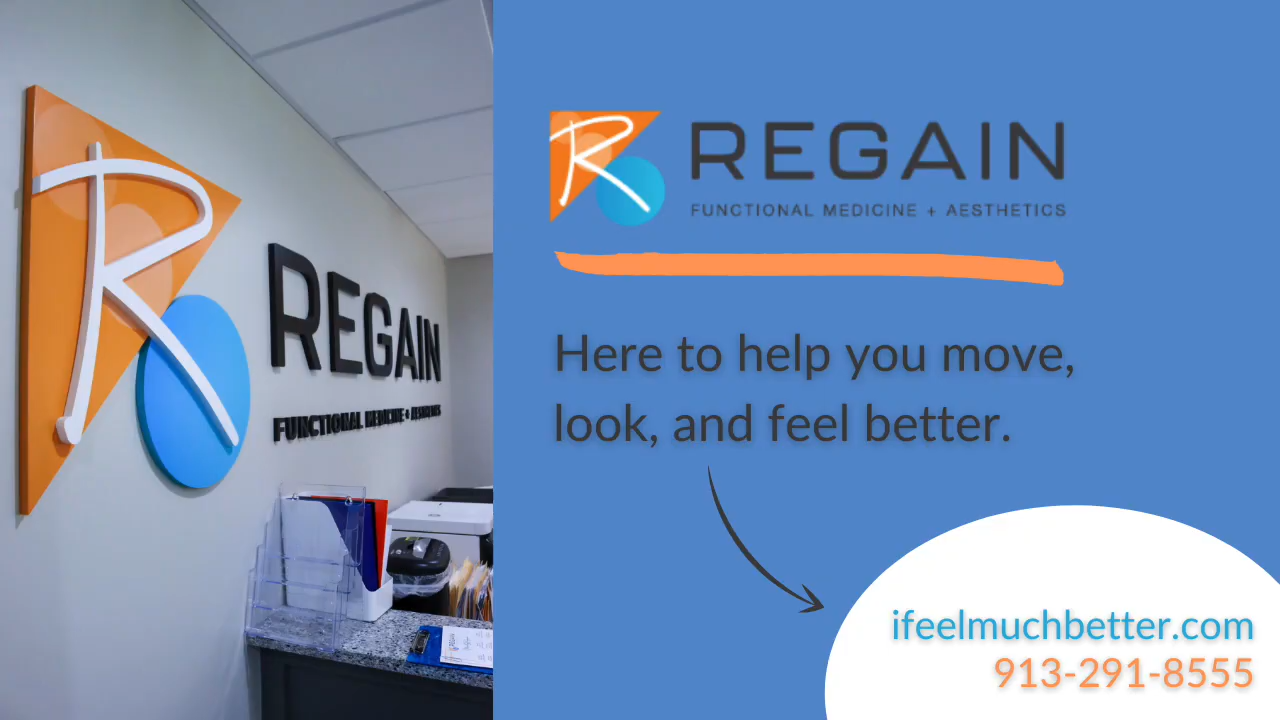 R
REGAIN
FUNCTIONAL MEDICINE + AESTHETICS
R
REGAIN
FUNCTIONAL MEDICINE + AESTHETICS
Here to help you move,
look, and feel better.
ifeelmuchbetter.com
913-291-8555